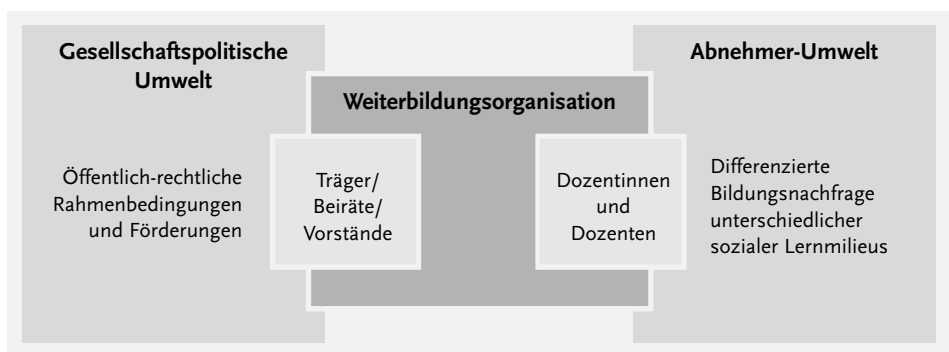 Gesellschaftspolitische
Umwelt
Öffentlich-rechtliche
Rahmenbedingungen
und Förderungen
Weiterbildungsorganisation
Träger/
Beiräte/
Vorstände
Dozentinnen
und
Dozenten
Abnehmer-Umwelt
Differenzierte
Bildungsnachfrage
unterschiedlicher
sozialer Lernmilieus